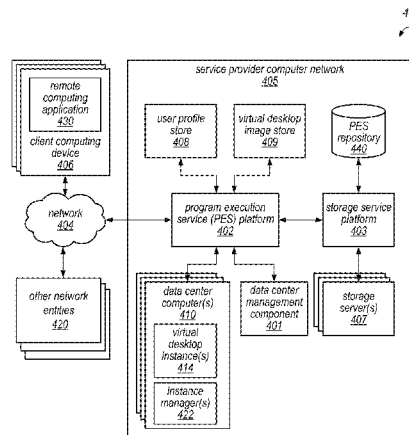 4
service provider computer network
405
remote
computing
application
430
client computing
device
406
user profile
store
408
virtual desktop
image store
409
PES
repository
440
network
404
program execution
service (PES) platform
402
storage service
platform
403
other network
entities
420
data center
computer(s)
410
virtual
desktop
instance(s)
414
instance
manager(s)
422
data center
management
component
401
storage
server(s)
407